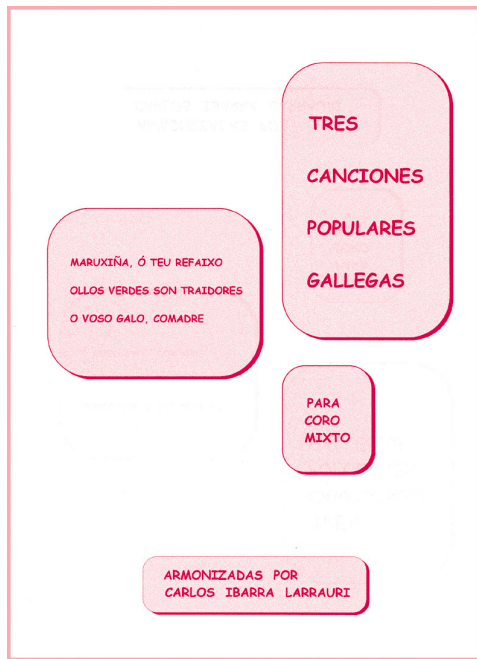 TRES
CANCIONES
POPULARES
GALLEGAS
MARUXIÑA, Ó TEU REFAIXO
OLLOS VERDES SON TRAIDORES
O VOSO GALO, COMADRE
PARA
CORO
MIXTO
ARMONIZADAS POR
CARLOS IBARRA LARRAURI